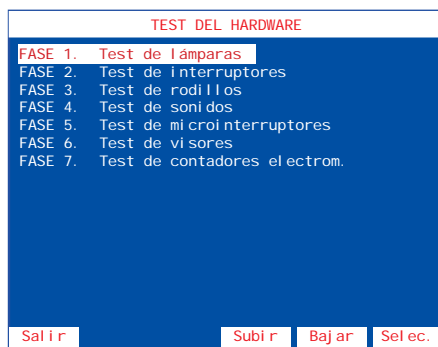 TEST DEL HARDWARE
FASE 1. Test de lámparas
FASE 2. Test de interruptores
FASE 3. Test de rodillos
FASE 4. Test de sonidos
FASE 5. Test de microinterruptores
FASE 6. Test de visores
FASE 7. Test de contadores electrom.
Salir Subir Bajar Selec.